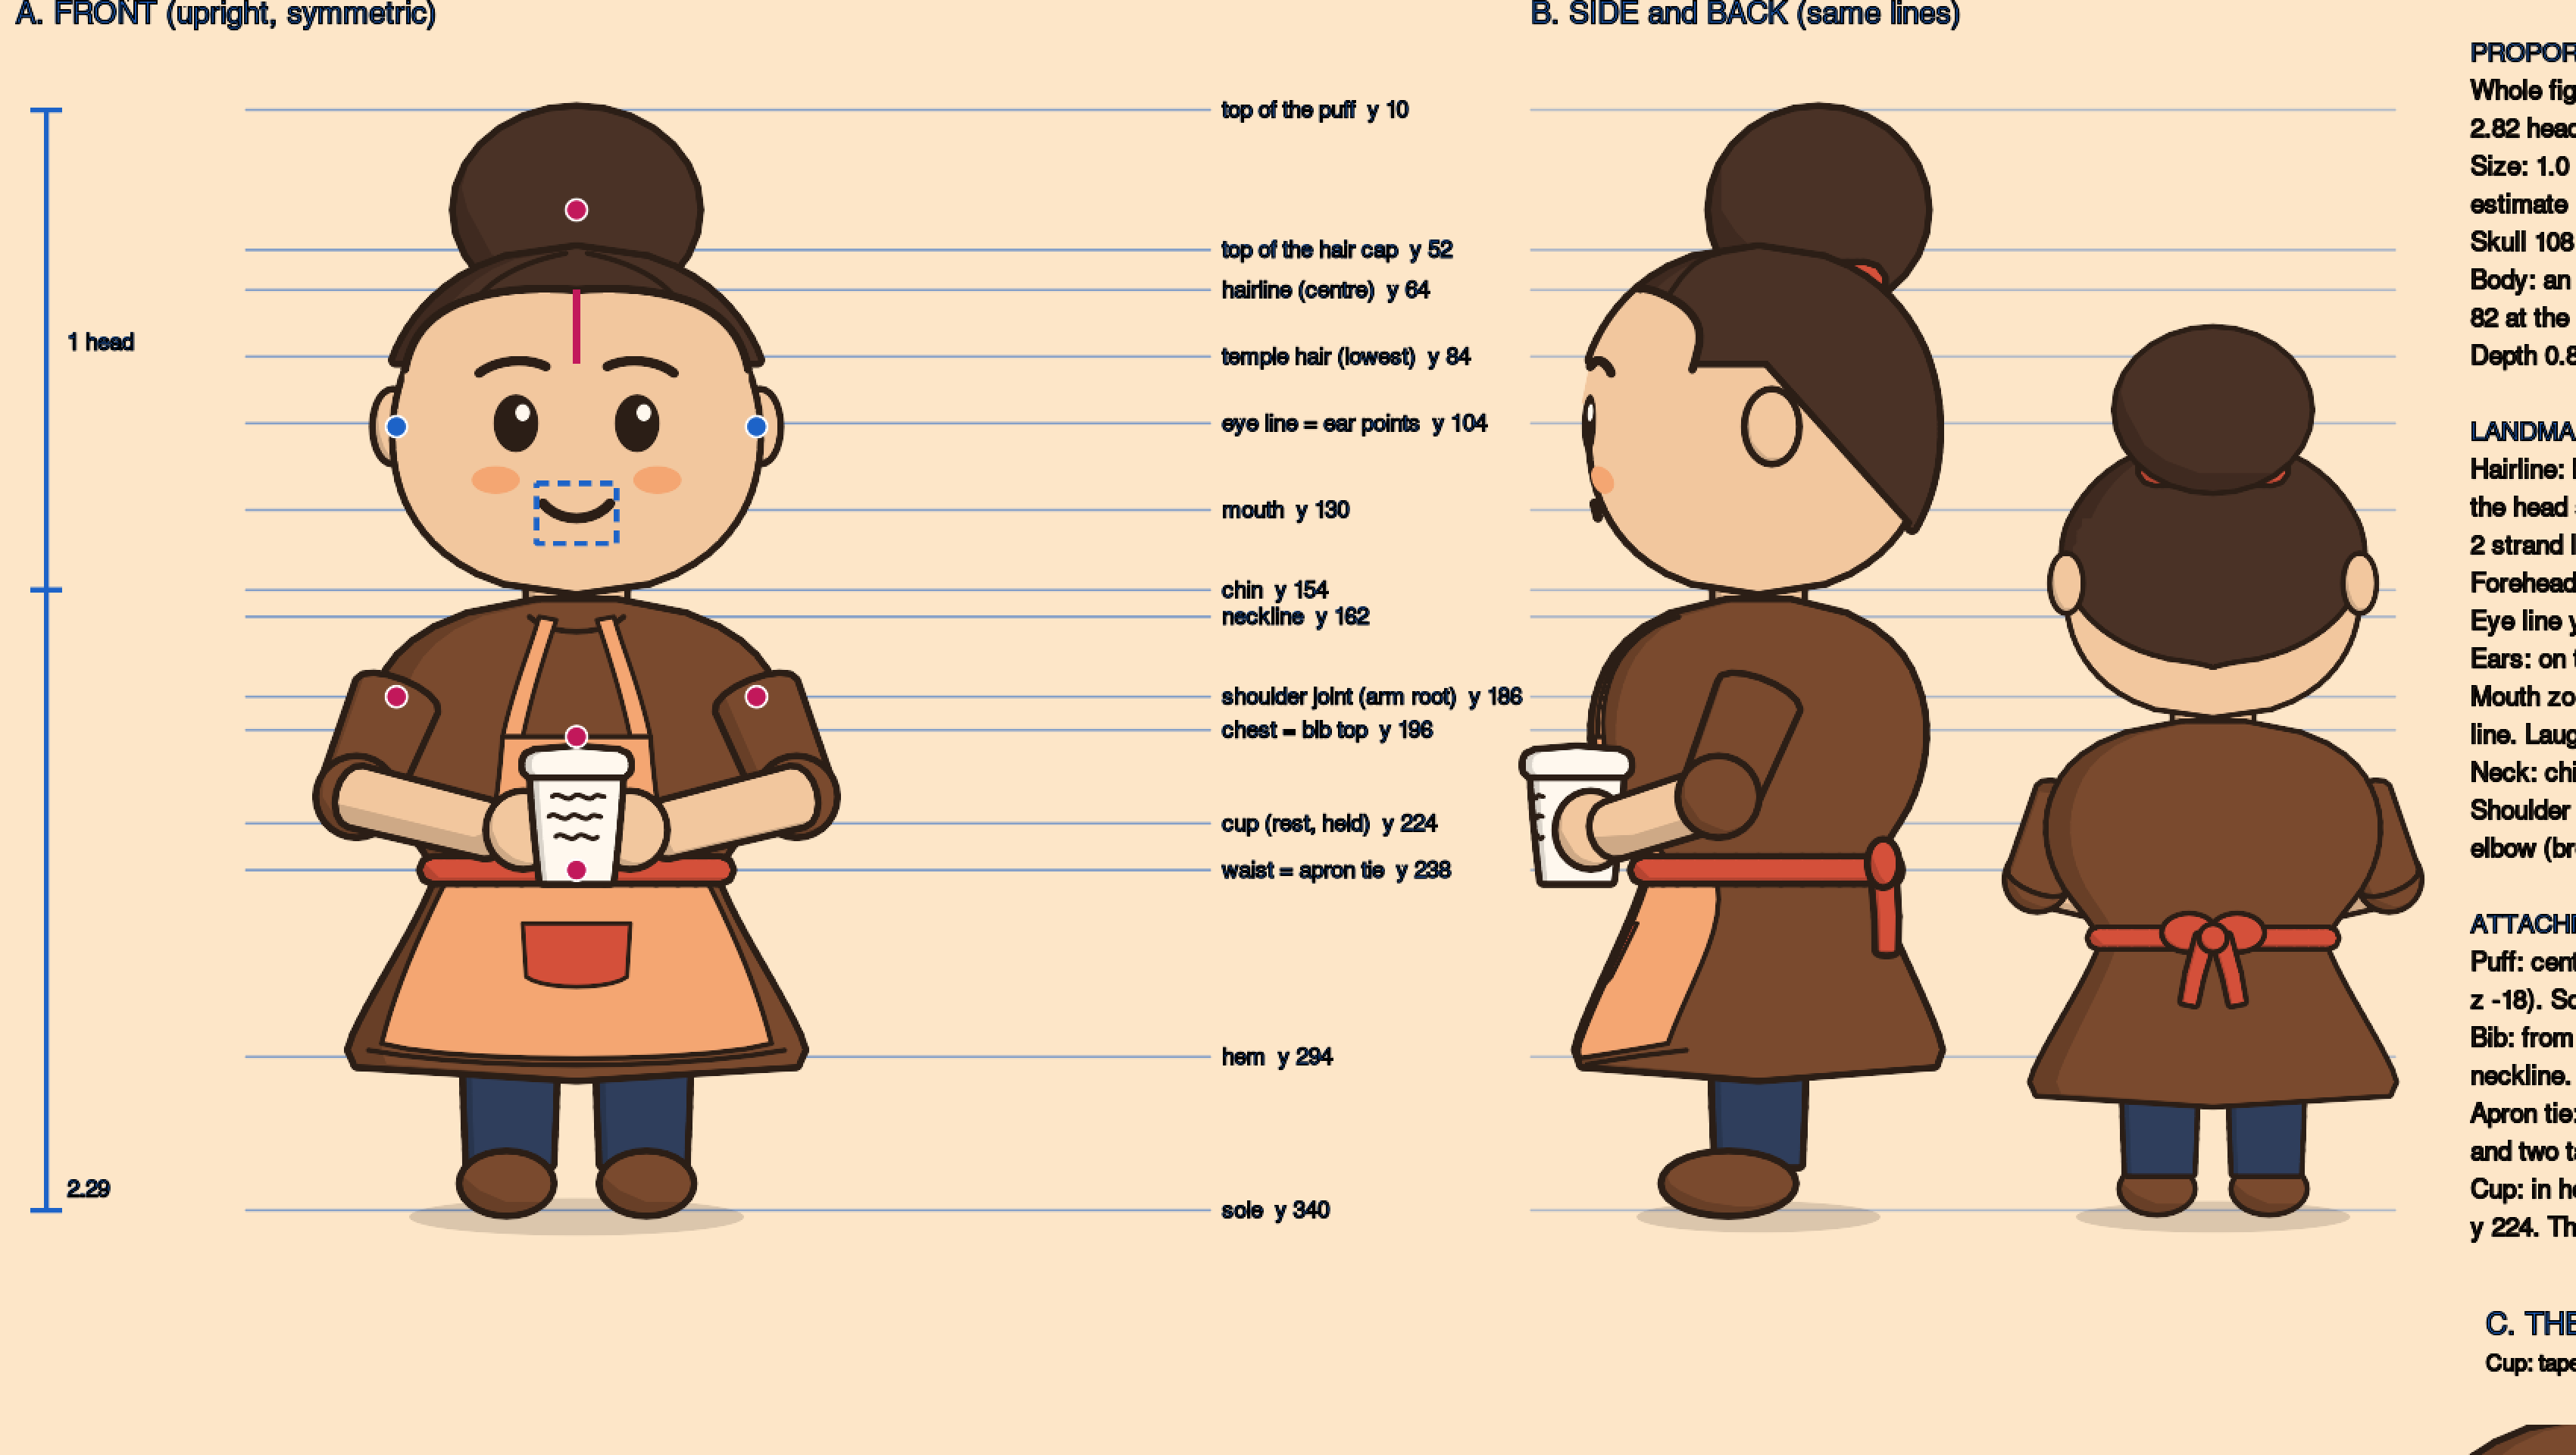 A. FRONT (upright, symmetric)
B. SIDE and BACK (same lines)
1 head
2.29
top of the puff y 10
top of the hair cap y 52
hairline (centre) y 64
temple hair (lowest) y 84
eye line = ear points y 104
mouth y 130
chin y 154
neckline y 162
shoulder joint (arm root) y 186
chest = bib top y 196
cup (rest, held) y 224
waist = apron tie y 238
hem y 294
sole y 340
Whole fig
2.82 head
Size: 1.0
estimate
Skull 108
Body: an
82 at the
Depth 0.8
LANDMA
Hairline:
the head
2 strand
Forehead
Eye line y
Ears: on
Mouth zo
line. Laug
Neck: chi
Shoulder
elbow (br
ATTACH
Puff: cent
z -18). So
Bib: from
neckline.
Apron tie:
and two t
Cup: in h
y 224. Th
C. THE
Cup: tape